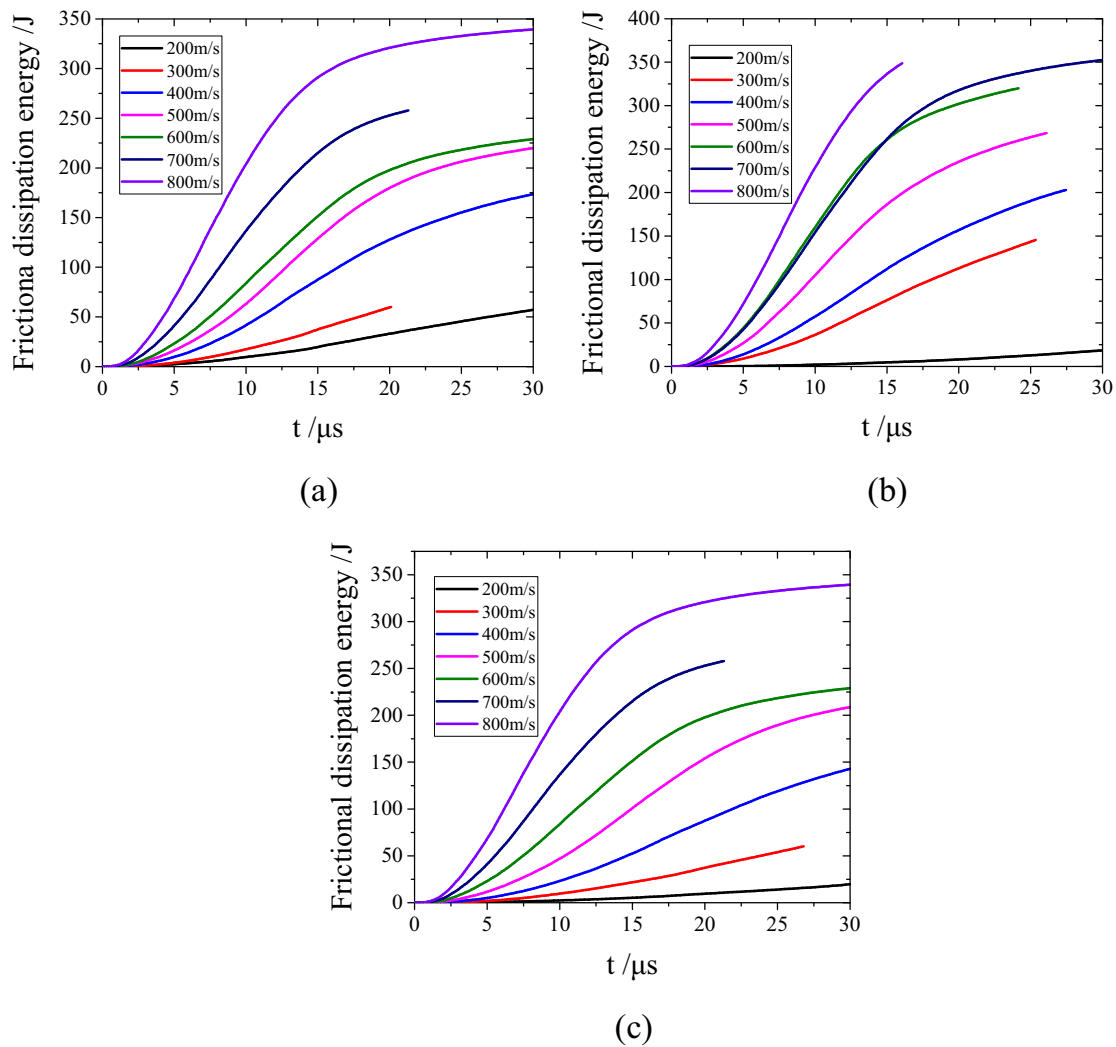 Frictiona dissipation energy /J
350
300
250
200
150
100
50
0
200m/s
300m/s
400m/s
500m/s
600m/s
700m/s
800m/s
0 5 10 15 20 25 30
t /μs
(a)
Frictional dissipation energy /J
400
350
300
250
200
150
100
50
0
200m/s
300m/s
400m/s
500m/s
600m/s
700m/s
800m/s
0 5 10 15 20 25 30
t /μs
(b)
Frictional dissipation energy /J
350
300
250
200
150
100
50
0
200m/s
300m/s
400m/s
500m/s
600m/s
700m/s
800m/s
0 5 10 15 20 25 30
t /μs
(c)